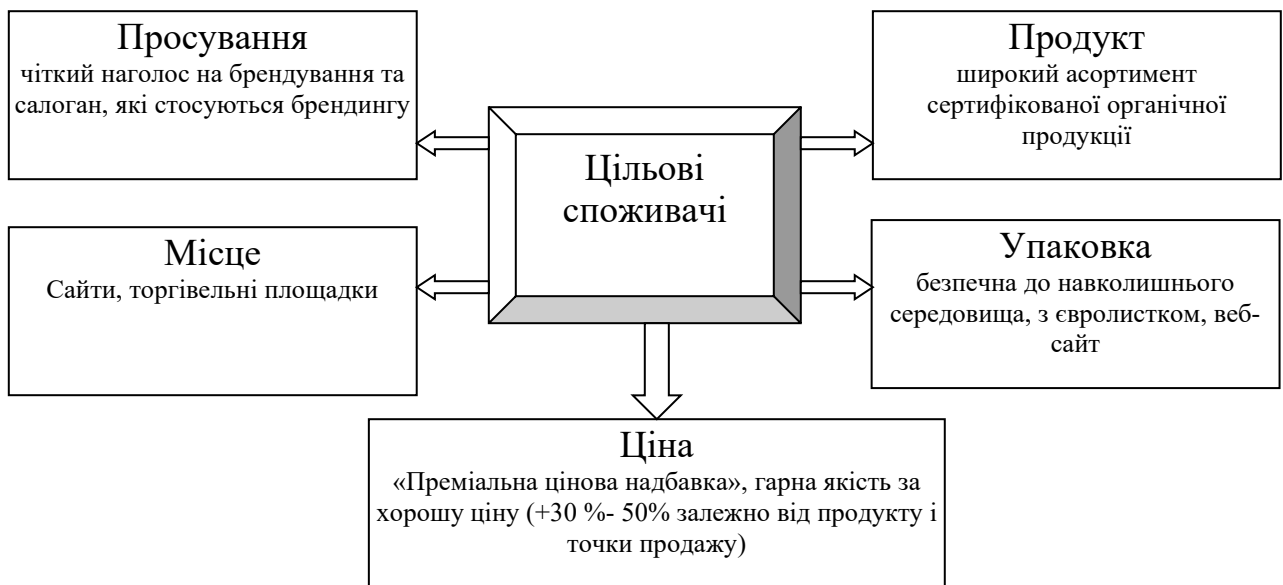 Просування
чіткий наголос на брендування та
салоган, які стосуються брендингу
Продукт
широкий асортимент
сертифікованої органічної
продукції
Цільові
споживачі
Місце
Сайти, торгівельні площадки
Упаковка
безпечна до навколишнього
середовища, з євролистком, веб-
сайт
Ціна
«Преміальна цінова надбавка», гарна якість за
хорошу ціну (+30 %- 50% залежно від продукту і
точки продажу)